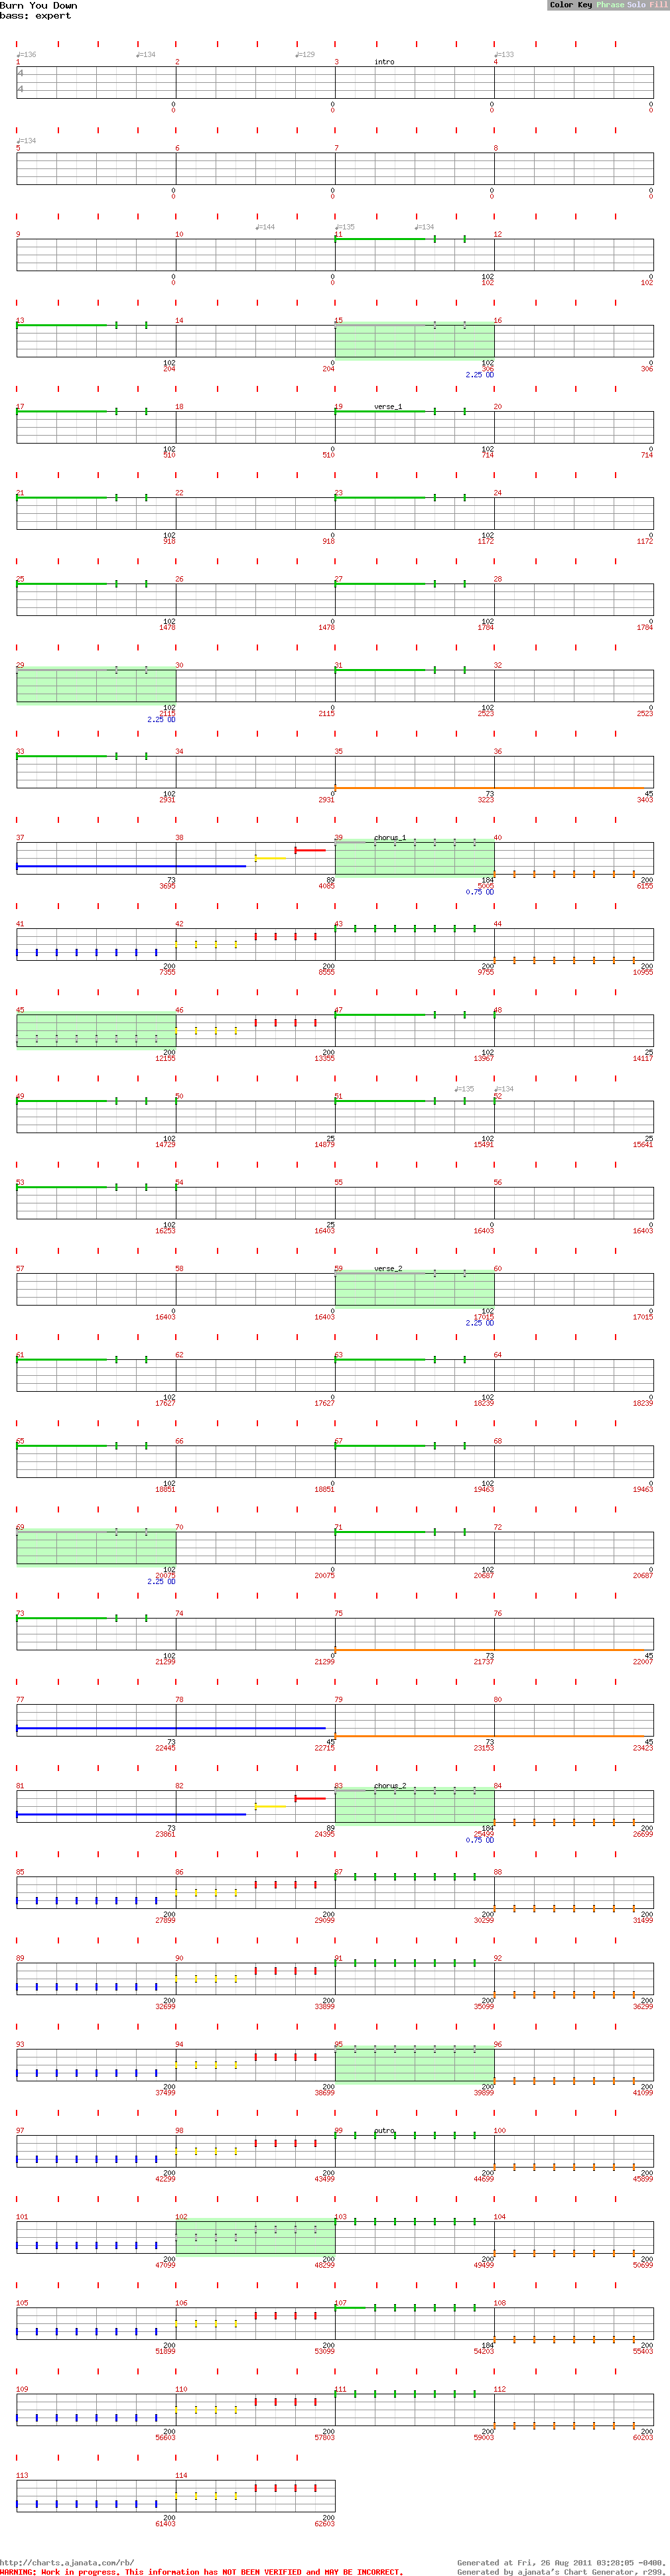 Burn You Down
bass: expert
Color Key Phrase Solo Fill
♩=136 ♩=134 ♩=129 ♩=133
1 2 3 intro 4
4
4
0 0 0 0
0 0 0 0
♩=134
5 6 7 8
0 0 0 0
0 0 0 0
♩=144 ♩=135 ♩=134
9 10 11 12
0 0 102
0 0 102 102
13 14 15 16
102 0 102 0
204 204 306 306
2.25 OD
17 18 19 verse_1 20
102 0 102 0
510 510 714 714
21 22 23 24
102 0 102 0
918 918 1172 1172
25 26 27 28
102 0 102 0
1478 1478 1784 1784
29 30 31 32
102 0 102 0
2115 2115 2523 2523
2.25 OD
33 34 35 36
102 0 73 45
2931 2931 3223 3403
37 38 39 chorus_1 40
73 89 184 200
3695 4085 5005 6155
0.75 OD
41 42 43 44
200 200 200 200
7355 8555 9755 10955
45 46 47 48
200 200 102 25
12155 13355 13967 14117
♩=135 ♩=134
49 50 51 52
102 25 102 25
14729 14879 15491 15641
53 54 55 56
102 25 0 0
16253 16403 16403 16403
57 58 59 verse_2 60
0 0 102 0
16403 16403 17015 17015
2.25 OD
61 62 63 64
102 0 102 0
17627 17627 18239 18239
65 66 67 68
102 0 102 0
18851 18851 19463 19463
69 70 71 72
102 0 102 0
20075 20075 20687 20687
2.25 OD
73 74 75 76
102 0 73 45
21299 21299 21737 22007
77 78 79 80
73 45 73 45
22445 22715 23153 23423
81 82 83 chorus_2 84
73 89 184 200
23861 24395 25499 26699
0.75 OD
85 86 87 88
200 200 200 200
27899 29099 30299 31499
89 90 91 92
200 200 200 200
32699 33899 35099 36299
93 94 95 96
200 200 200 200
37499 38699 39899 41099
97 98 99 outro 100
200 200 200 200
42299 43499 44699 45899
101 102 103 104
200 200 200 200
47099 48299 49499 50699
105 106 107 108
200 200 184 200
51899 53099 54203 55403
109 110 111 112
200 200 200 200
56603 57803 59003 60203
113 114
200 200
61403 62603
http://charts.ajanata.com/rb/ Generated at Fri, 26 Aug 2011 03:28:05 -0400.
WARNING: Work in progress. This information has NOT BEEN VERIFIED and MAY BE INCORRECT. Generated by ajanata's Chart Generator, r299.